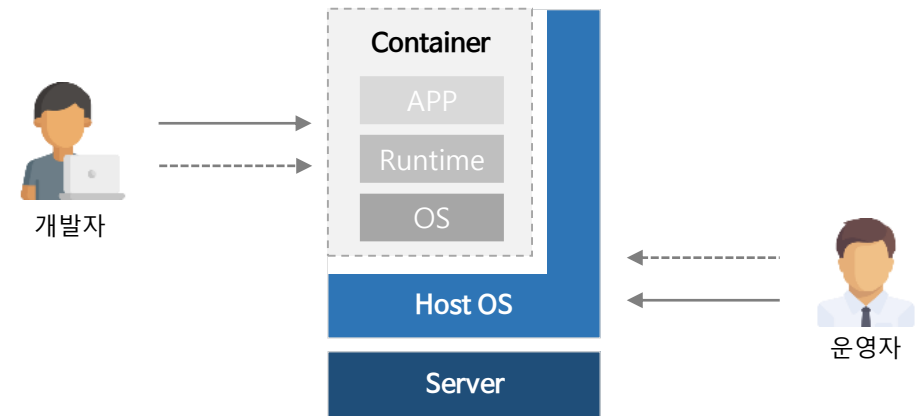 Container
APP
Runtime
OS
개발자
Host OS
운영자
Server